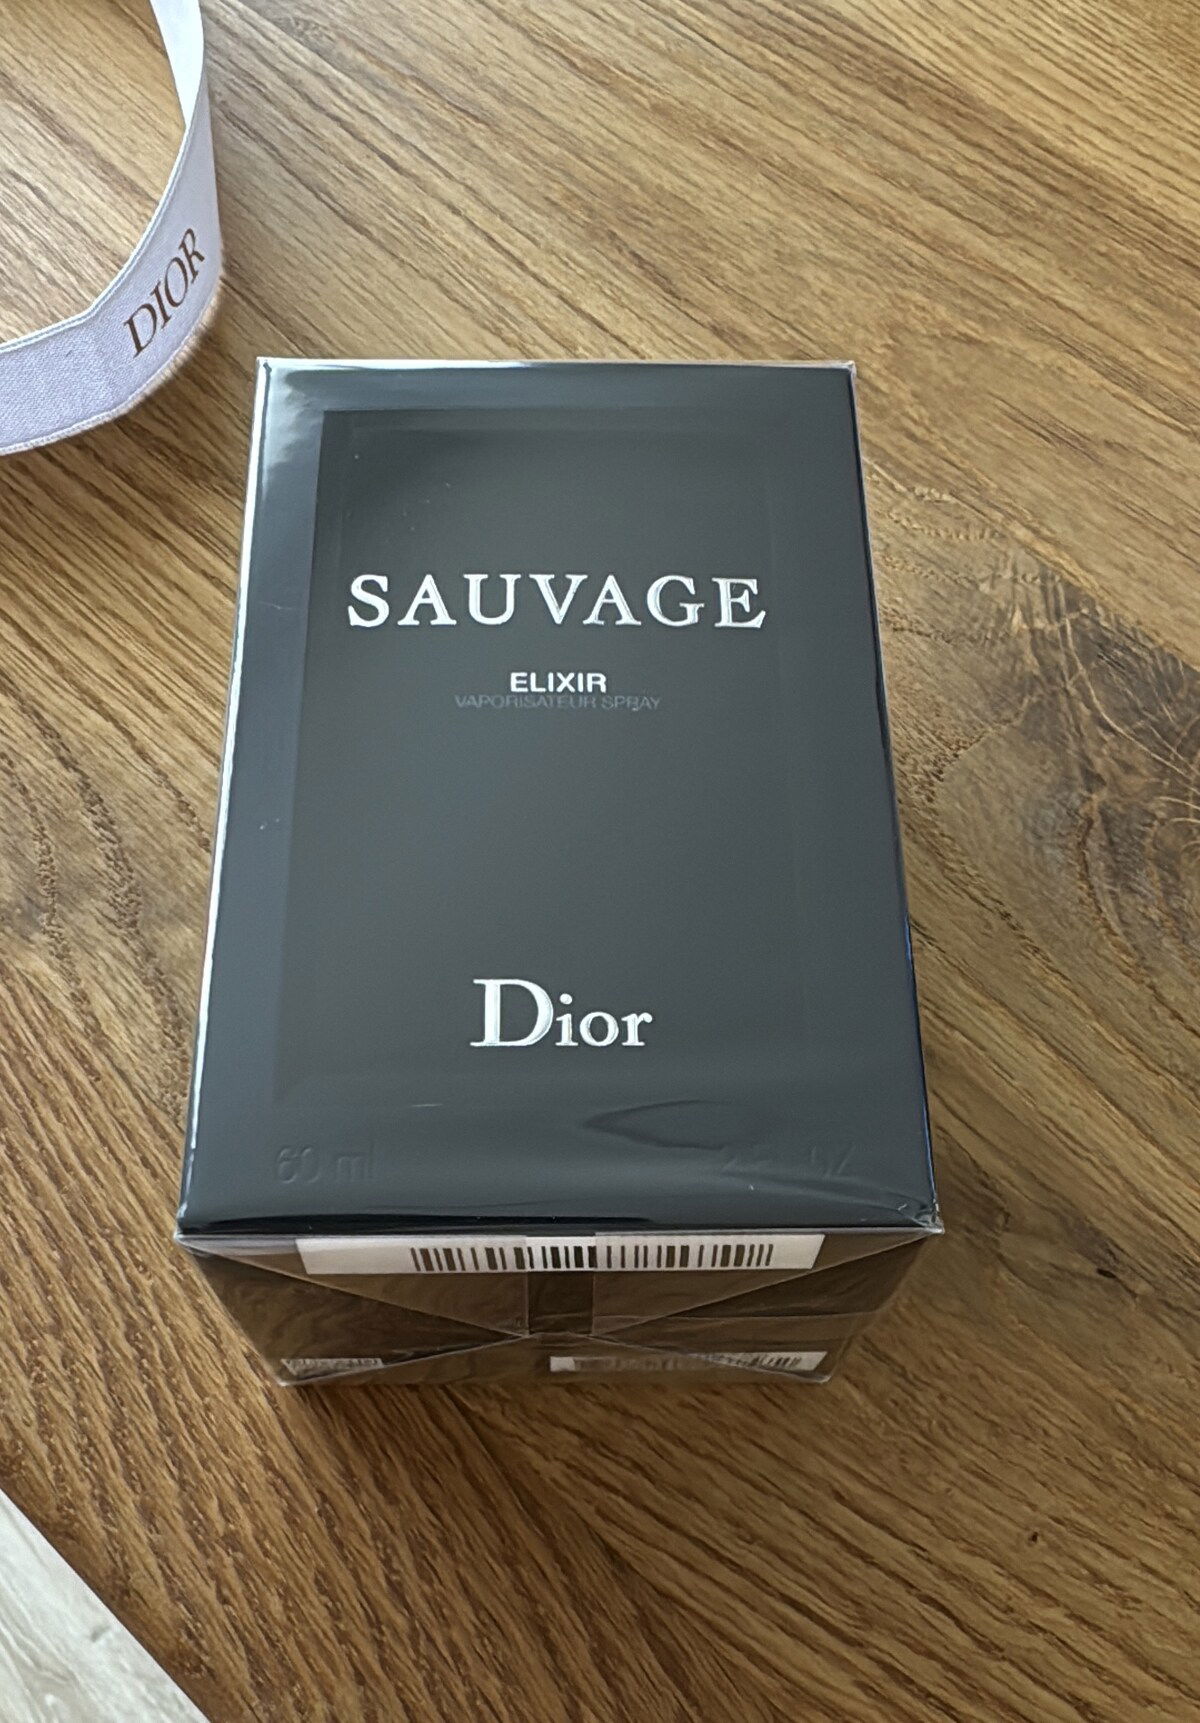 DIOR
SAUVAGE
ELIXIR
VAPORISATEUR SPRAY
Dior
60 ml